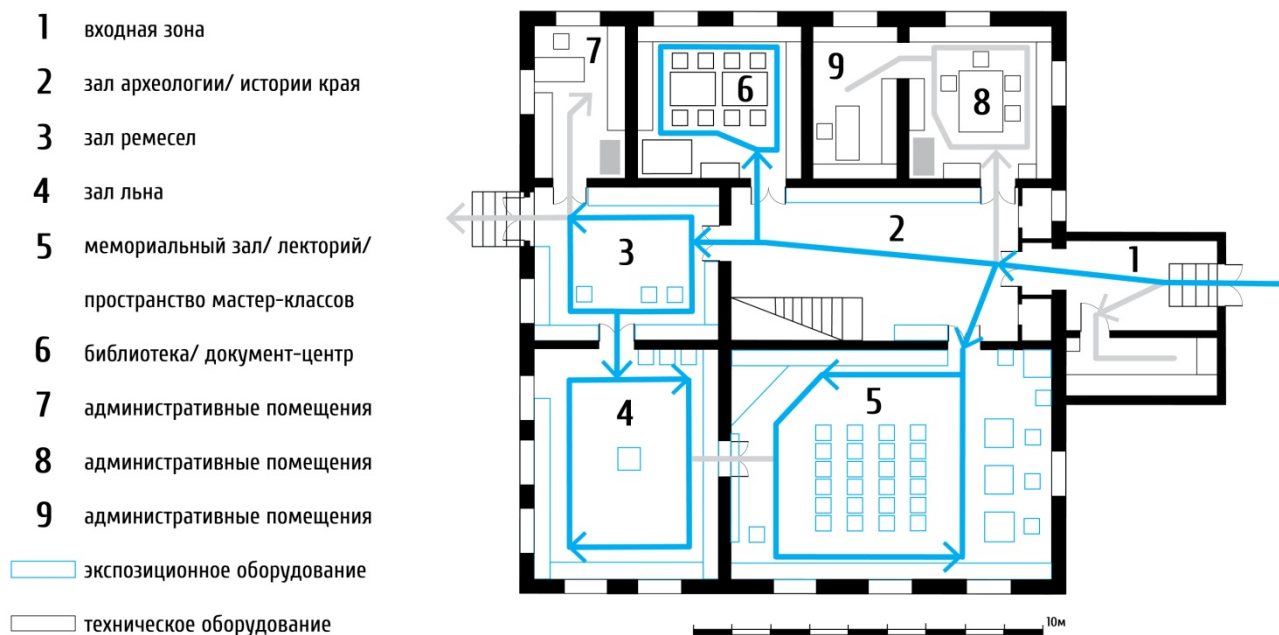 1 входная зона
2 зал археологии/ истории края
3 зал ремесел
4 зал льна
5 мемориальный зал/ лекторий/
пространство мастер-классов
6 библиотека/ документ-центр
7 административные помещения
8 административные помещения
9 административные помещения
экспозиционное оборудование
техническое оборудование
7
6
9
8
2
1
3
4
5
10м